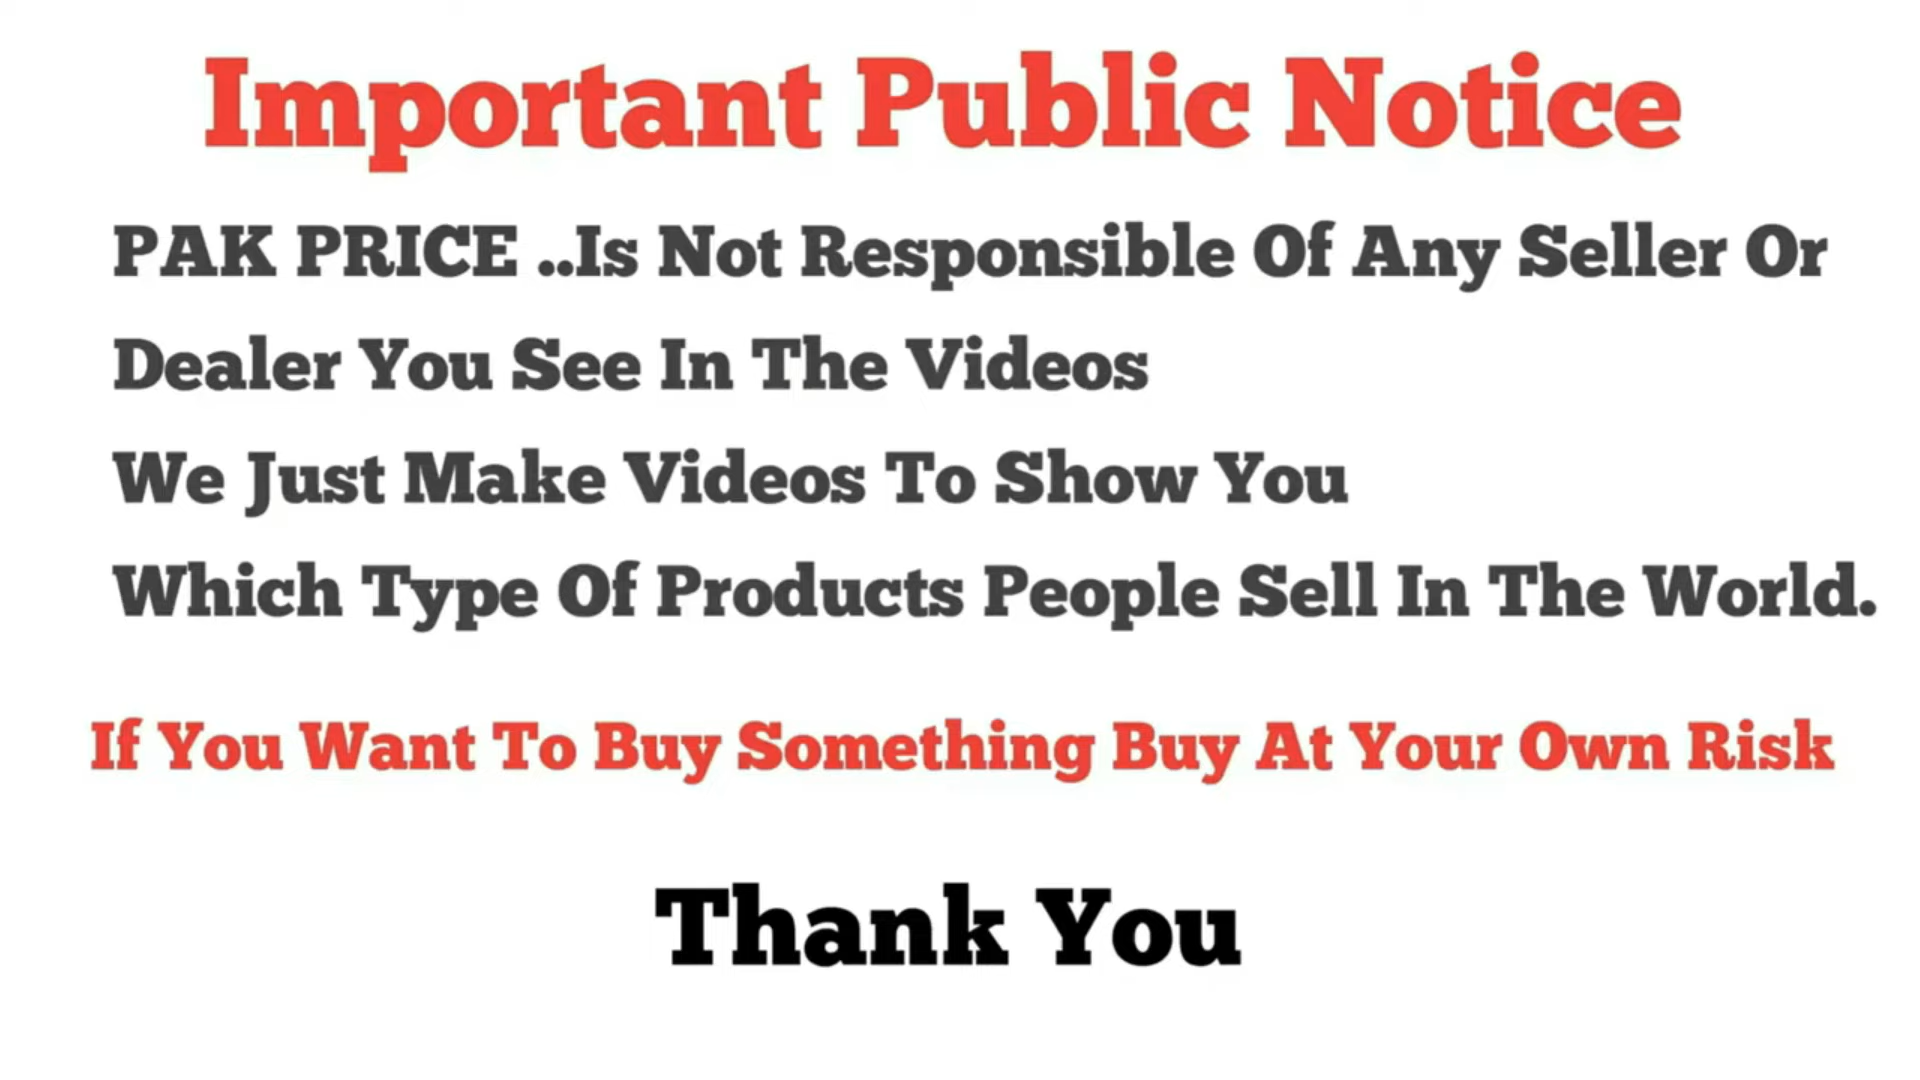 Important Public Notice
PAK PRICE ..Is Not Responsible Of Any Seller Or
Dealer You See In The Videos
We Just Make Videos To Show You
Which Type Of Products People Sell In The World.
If You Want To Buy Something Buy At Your Own Risk
Thank You